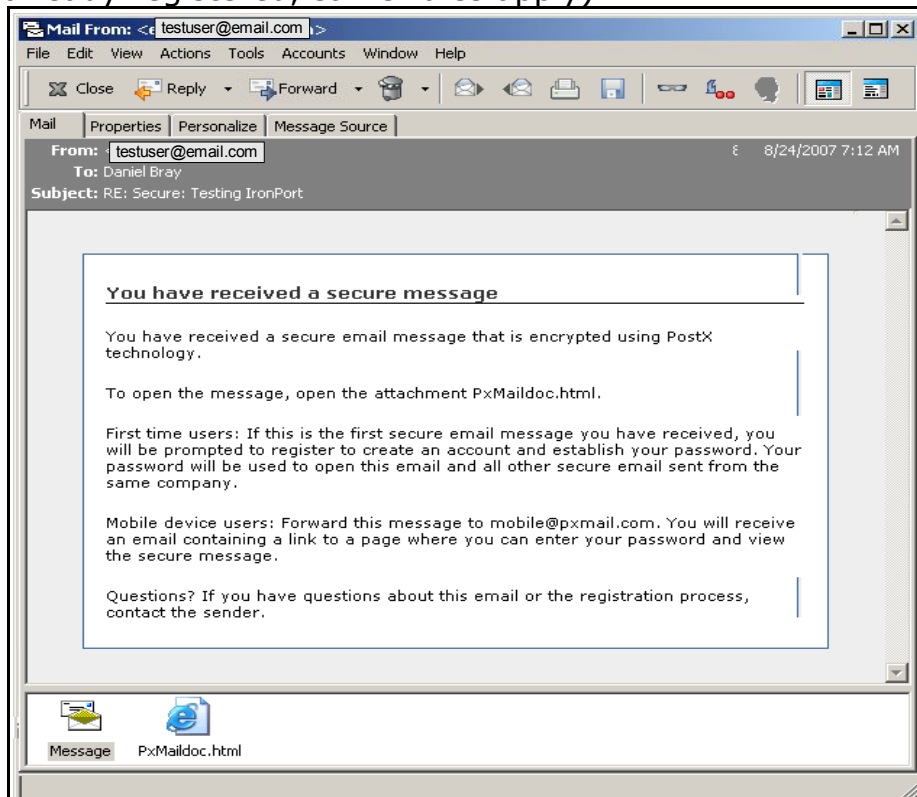 Mail From: <e testuser@email.com >
File Edit View Actions Tools Accounts Window Help
Close Reply Forward
Mail Properties Personalize Message Source
From: testuser@email.com 8/24/2007 7:12 AM
To: Daniel Bray
Subject: RE: Secure: Testing IronPort
You have received a secure message
You have received a secure email message that is encrypted using PostX
technology.
To open the message, open the attachment PxMaildoc.html.
First time users: If this is the first secure email message you have received, you
will be prompted to register to create an account and establish your password. Your
password will be used to open this email and all other secure email sent from the
same company.
Mobile device users: Forward this message to mobile@pxmail.com. You will receive
an email containing a link to a page where you can enter your password and view
the secure message.
Questions? If you have questions about this email or the registration process,
contact the sender.
Message PxMaildoc.html